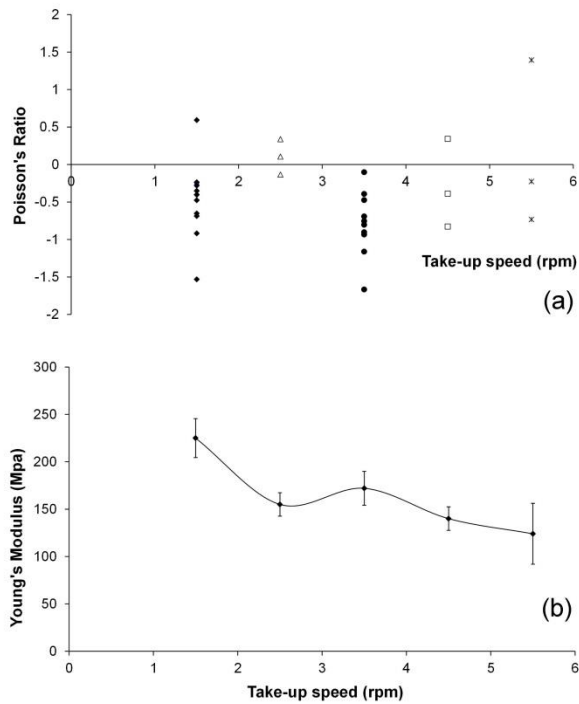 2
1.5
1
0.5
0
-0.5
-1
-1.5
-2
Poisson's Ratio
0 1 2 3 4 5 6
Take-up speed (rpm)
(a)
300
250
200
150
100
50
0
Young's Modulus (Mpa)
(b)
0 1 2 3 4 5 6
Take-up speed (rpm)